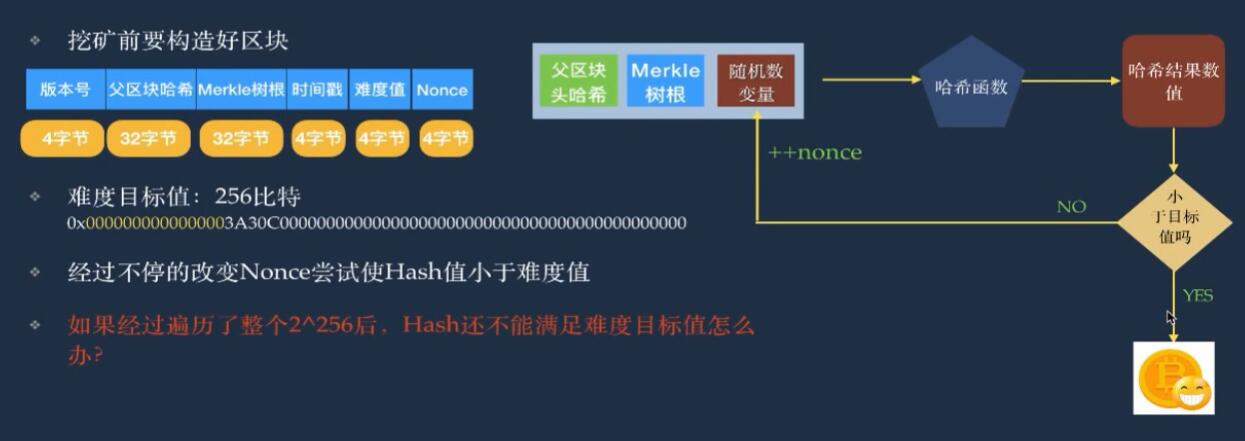 挖矿前要构造好区块
版本号 父区块哈希 Merkle树根 时间戳 难度值 Nonce
4字节 32字节 32字节 4字节 4字节 4字节
难度目标值：256比特
0x0000000000000003A30C00000000000000000000000000000000000000000000
经过不停的改变Nonce尝试使Hash值小于难度值
如果经过遍历了整个2^256后，Hash还不能满足难度目标值怎么
办?
父区块
头哈希
Merkle
树根
随机数
变量
哈希函数
哈希结果数
值
++nonce
小
于目标
值吗
NO
YES